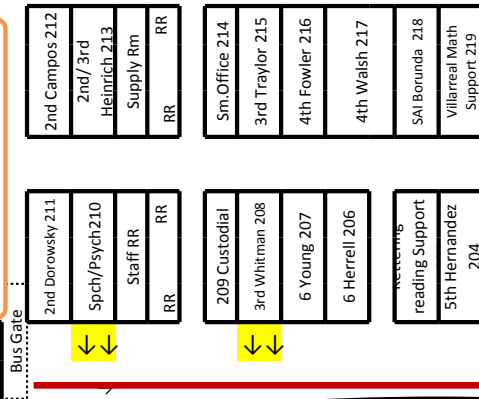 2nd Campos 212
2nd/ 3rd
Heinrich 213
Supply Rm
RR
RR
Sm.Office 214
3rd Traylor 215
4th Fowler 216
4th Walsh 217
SAI Borunda 218
Villarreal Math
Support 219
2nd Dorowsky 211
Spch/Psych210
Staff RR
RR
RR
209 Custodial
3rd Whitman 208
6 Young 207
6 Herrell 206
reading Support
5th Hernandez
204
Bus Gate